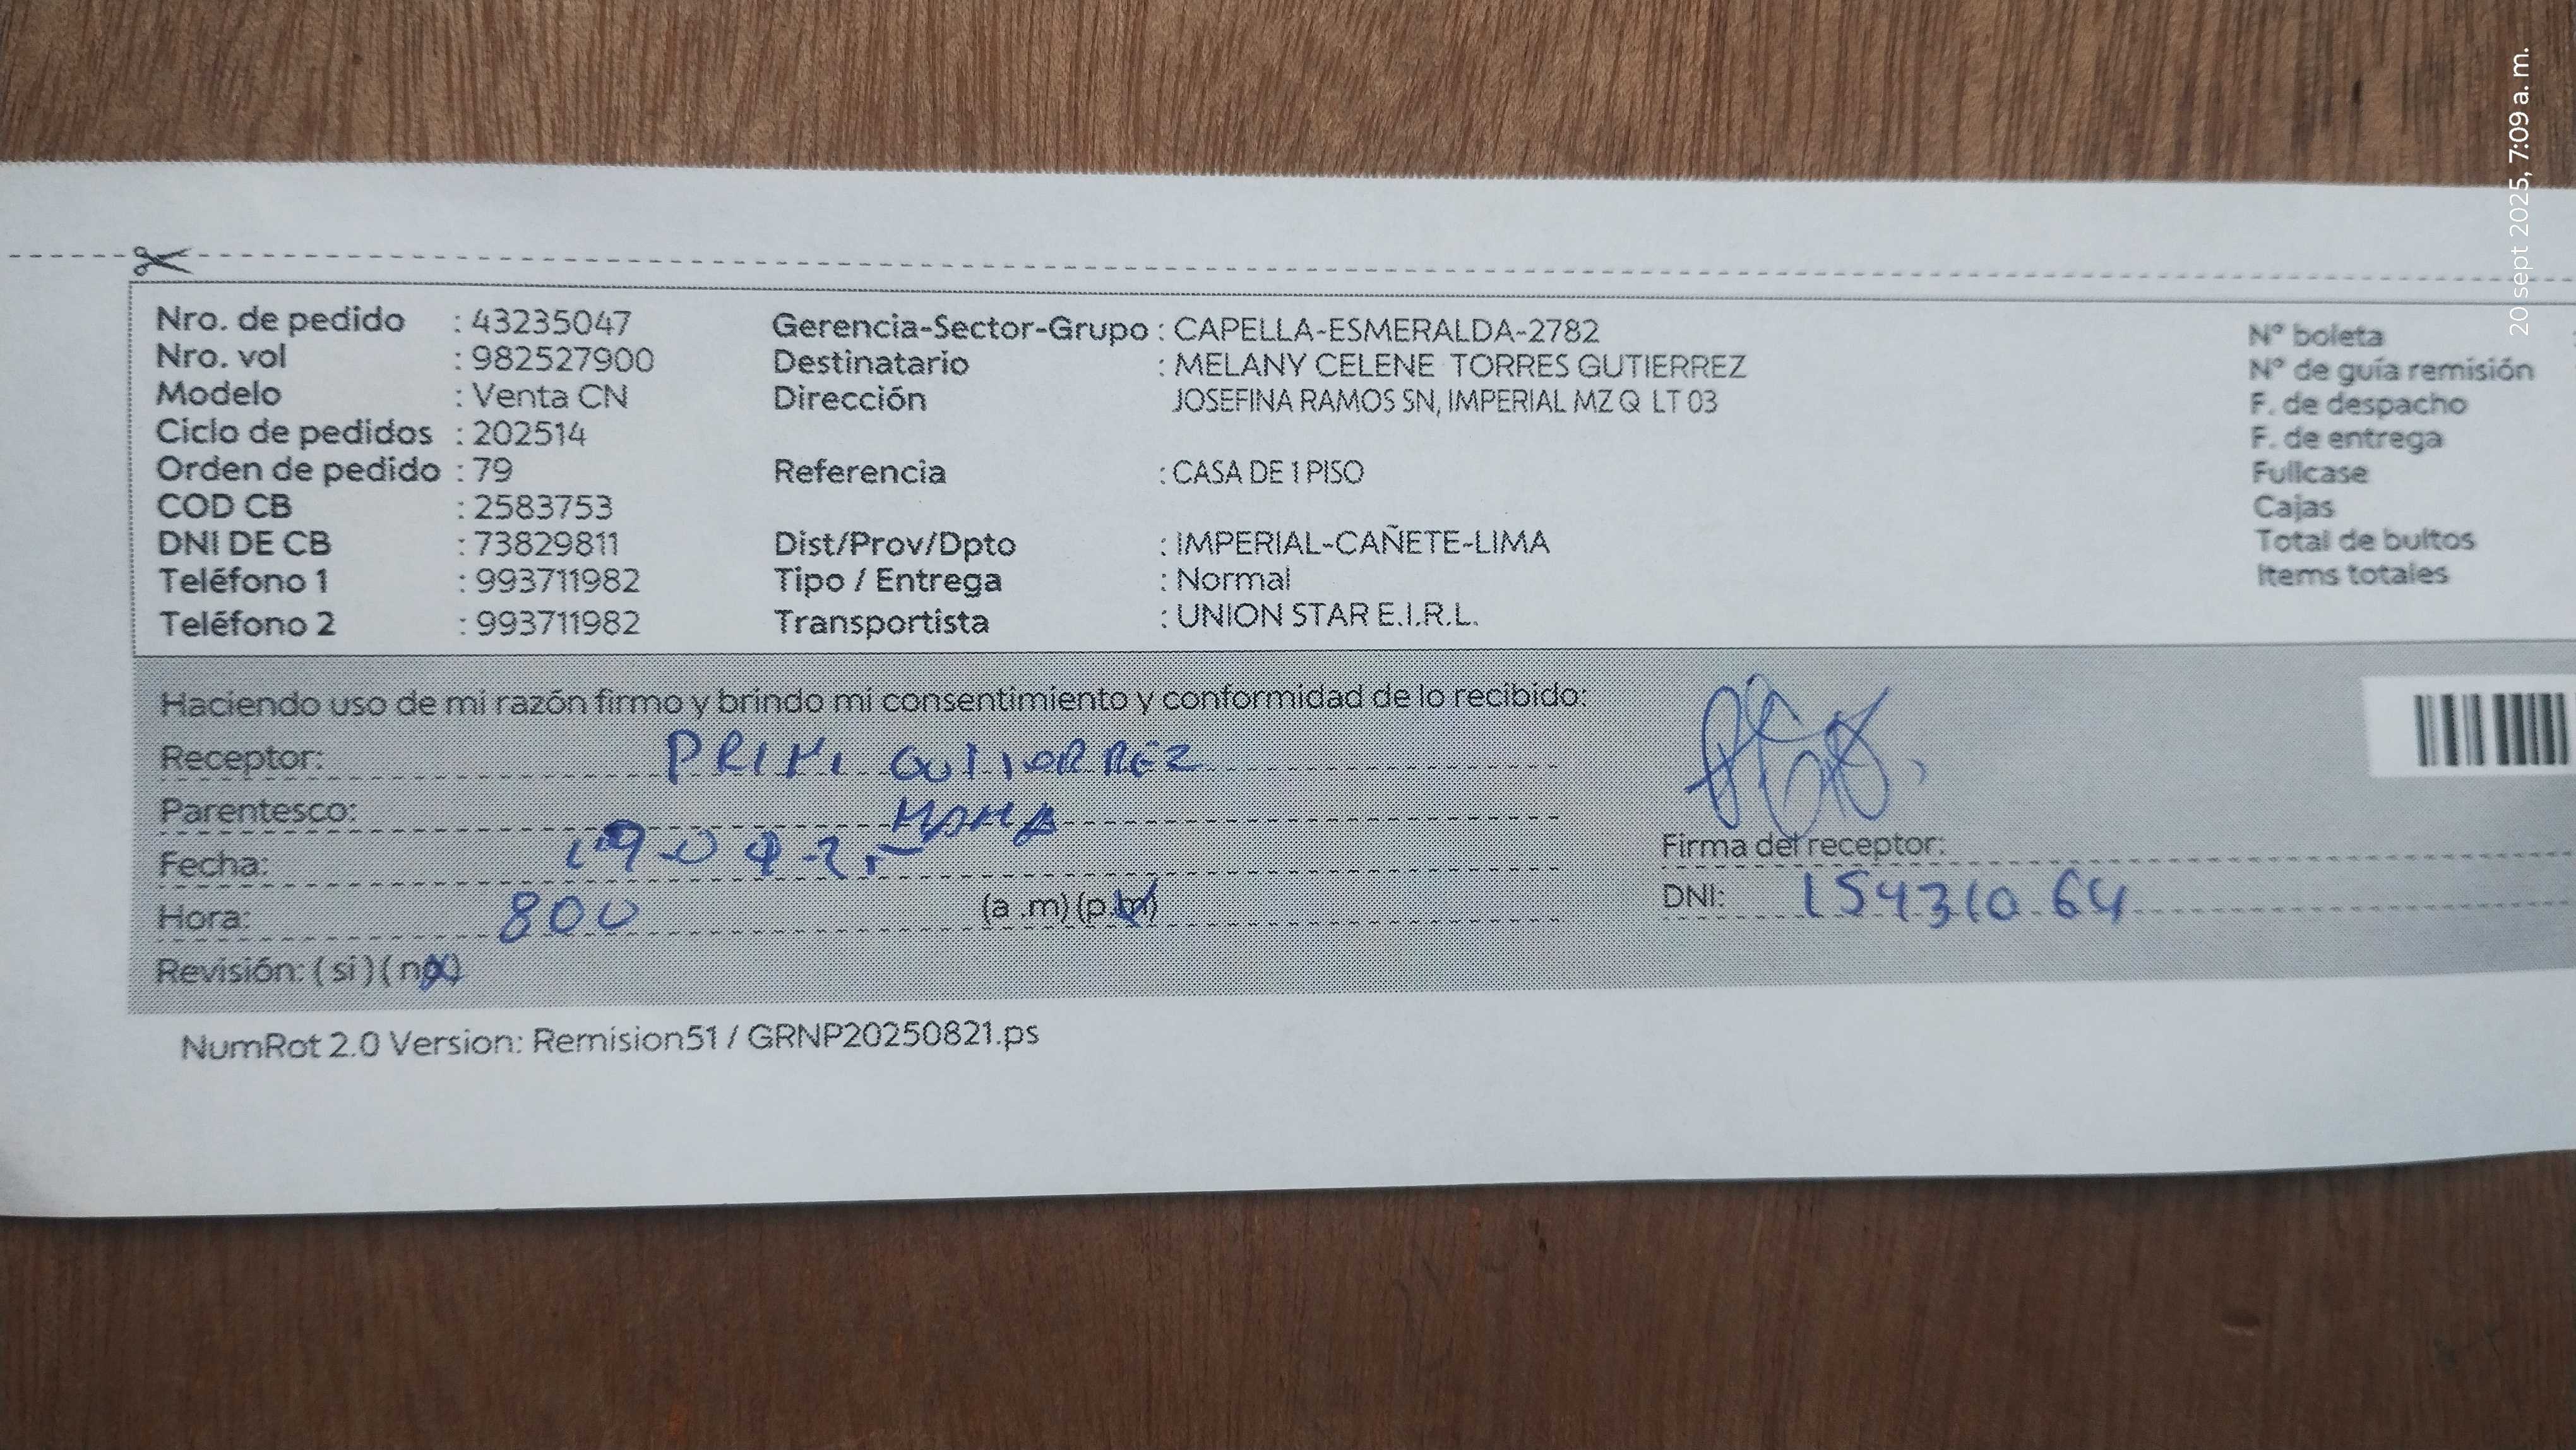 20 sept 2025, 7:09 a. m.
Nro. de pedido : 43235047
Nro. vol : 982527900
Modelo : Venta CN
Ciclo de pedidos : 202514
Orden de pedido : 79
COD CB : 2583753
DNI DE CB : 73829811
Teléfono 1 : 993711982
Teléfono 2 : 993711982
Gerencia-Sector-Grupo : CAPELLA-ESMERALDA-2782
Destinatario : MELANY CELENE TORRES GUTIERREZ
Dirección JOSEFINA RAMOS SN, IMPERIAL MZ Q LT 03
Referencia : CASA DE 1 PISO
Dist/Prov/Dpto : IMPERIAL-CAÑETE-LIMA
Tipo / Entrega : Normal
Transportista : UNION STAR E.I.R.L.
N° boleta
N° de guía remisión
F. de despacho
F. de entrega
Fullcase
Cajas
Total de bultos
Items totales
Haciendo uso de mi razón firmo y brindo mi consentimiento y conformidad de lo recibido:
Receptor: PRIMI GUTIERREZ
Parentesco: MAMA
Fecha:
Hora: 800 (a .m) (p.m)
Revisión: ( si ) ( no )
Firma del receptor:
DNI: 15431064
NumRot 2.0 Version: Remision51 / GRNP20250821.ps